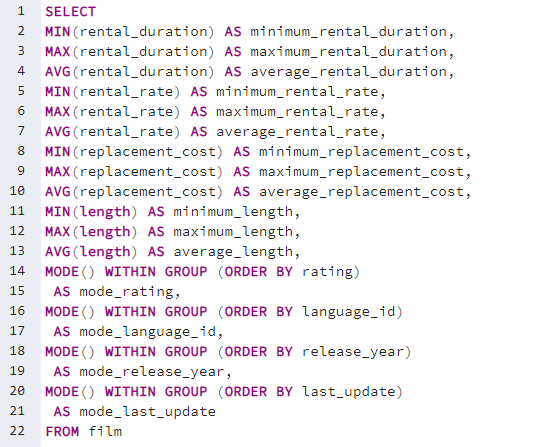 1 SELECT
2 MIN(rental_duration) AS minimum_rental_duration,
3 MAX(rental_duration) AS maximum_rental_duration,
4 AVG(rental_duration) AS average_rental_duration,
5 MIN(rental_rate) AS minimum_rental_rate,
6 MAX(rental_rate) AS maximum_rental_rate,
7 AVG(rental_rate) AS average_rental_rate,
8 MIN(replacement_cost) AS minimum_replacement_cost,
9 MAX(replacement_cost) AS maximum_replacement_cost,
10 AVG(replacement_cost) AS average_replacement_cost,
11 MIN(length) AS minimum_length,
12 MAX(length) AS maximum_length,
13 AVG(length) AS average_length,
14 MODE() WITHIN GROUP (ORDER BY rating)
15 AS mode_rating,
16 MODE() WITHIN GROUP (ORDER BY language_id)
17 AS mode_language_id,
18 MODE() WITHIN GROUP (ORDER BY release_year)
19 AS mode_release_year,
20 MODE() WITHIN GROUP (ORDER BY last_update)
21 AS mode_last_update
22 FROM film